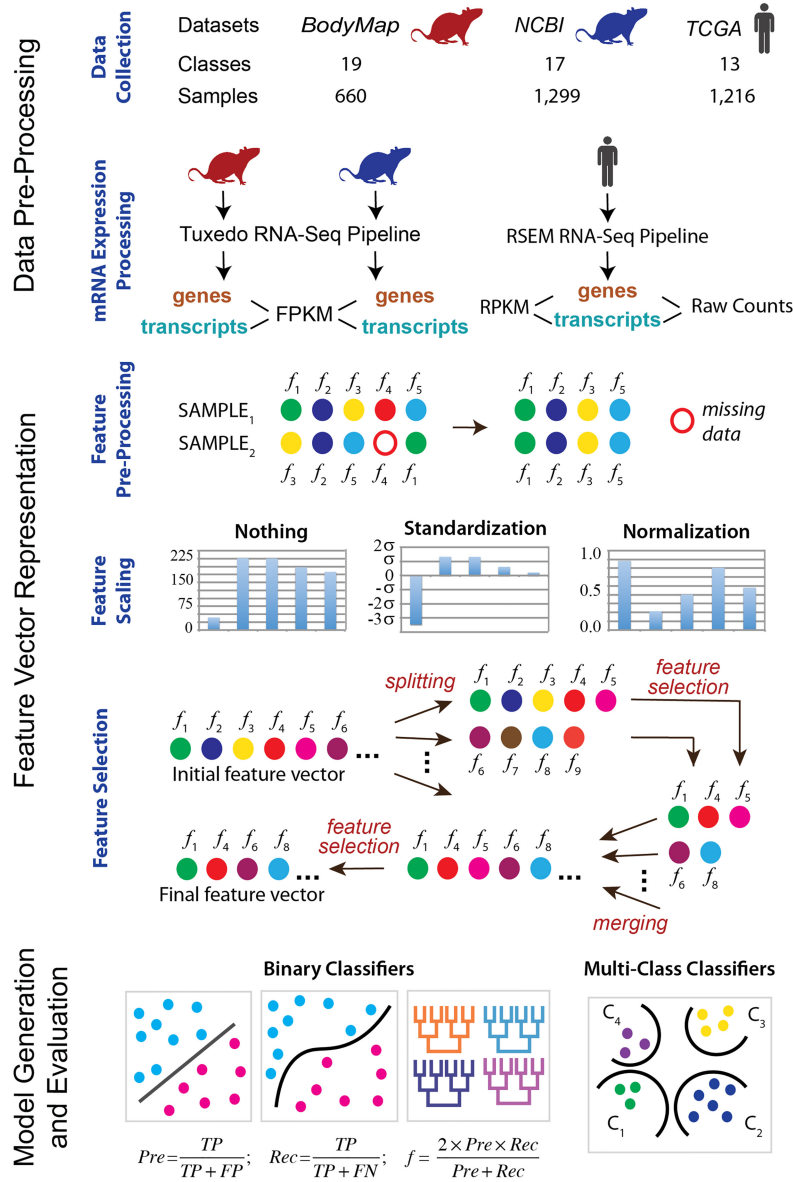 Data Pre-Processing
Data Collection
Datasets BodyMap NCBI TCGA
Classes 19 17 13
Samples 660 1,299 1,216
mRNA Expression Processing
Tuxedo RNA-Seq Pipeline RSEM RNA-Seq Pipeline
genes genes genes
FPKM RPKM Raw Counts
transcripts transcripts transcripts
Feature Vector Representation
Feature Pre-Processing
f1 f2 f3 f4 f5 f1 f2 f3 f5
SAMPLE1
SAMPLE2
f3 f2 f5 f4 f1 f1 f2 f3 f5
missing
data
Feature Scaling
Nothing Standardization Normalization
225
150
75
0
2σ
σ
0
-σ
-2σ
-3σ
1.0
0.5
0.0
Feature Selection
f1 f2 f3 f4 f5 f6 ...
Initial feature vector
splitting
f1 f2 f3 f4 f5
f6 f7 f8 f9
feature
selection
f1 f4 f5
f6 f8
merging
f1 f4 f5 f6 f8 ...
feature
selection
f1 f4 f6 f8 ...
Final feature vector
Model Generation
and Evaluation
Binary Classifiers Multi-Class Classifiers
C4 C3
C1 C2
Pre = TP / TP + FP; Rec = TP / TP + FN; f = 2 × Pre × Rec / Pre + Rec